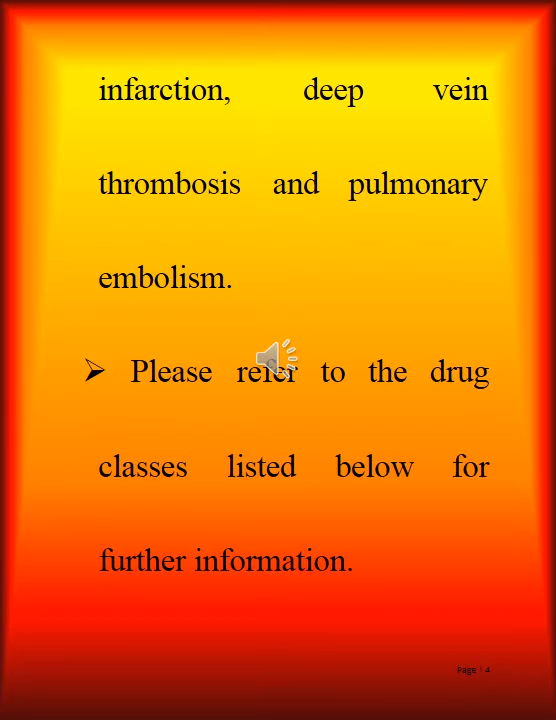 infarction, deep vein
thrombosis and pulmonary
embolism.
➢ Please refer to the drug
classes listed below for
further information.
Page | 4